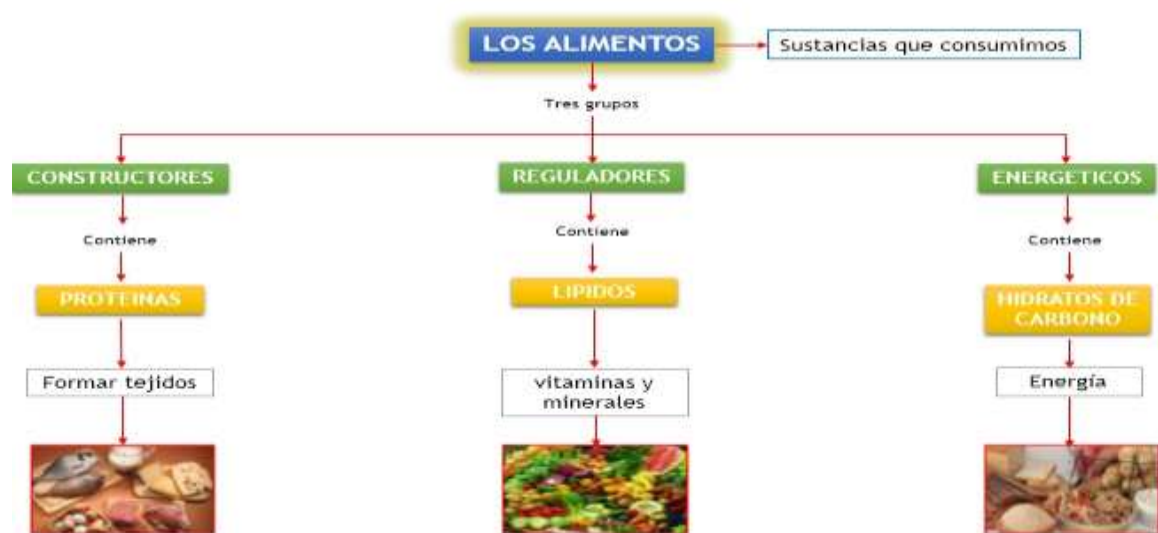 LOS ALIMENTOS
Sustancias que consumimos
Tres grupos
CONSTRUCTORES
REGULADORES
ENERGETICOS
Contiene
Contiene
Contiene
PROTEINAS
LIPIDOS
HIDRATOS DE
CARBONO
Formar tejidos
vitaminas y
minerales
Energía